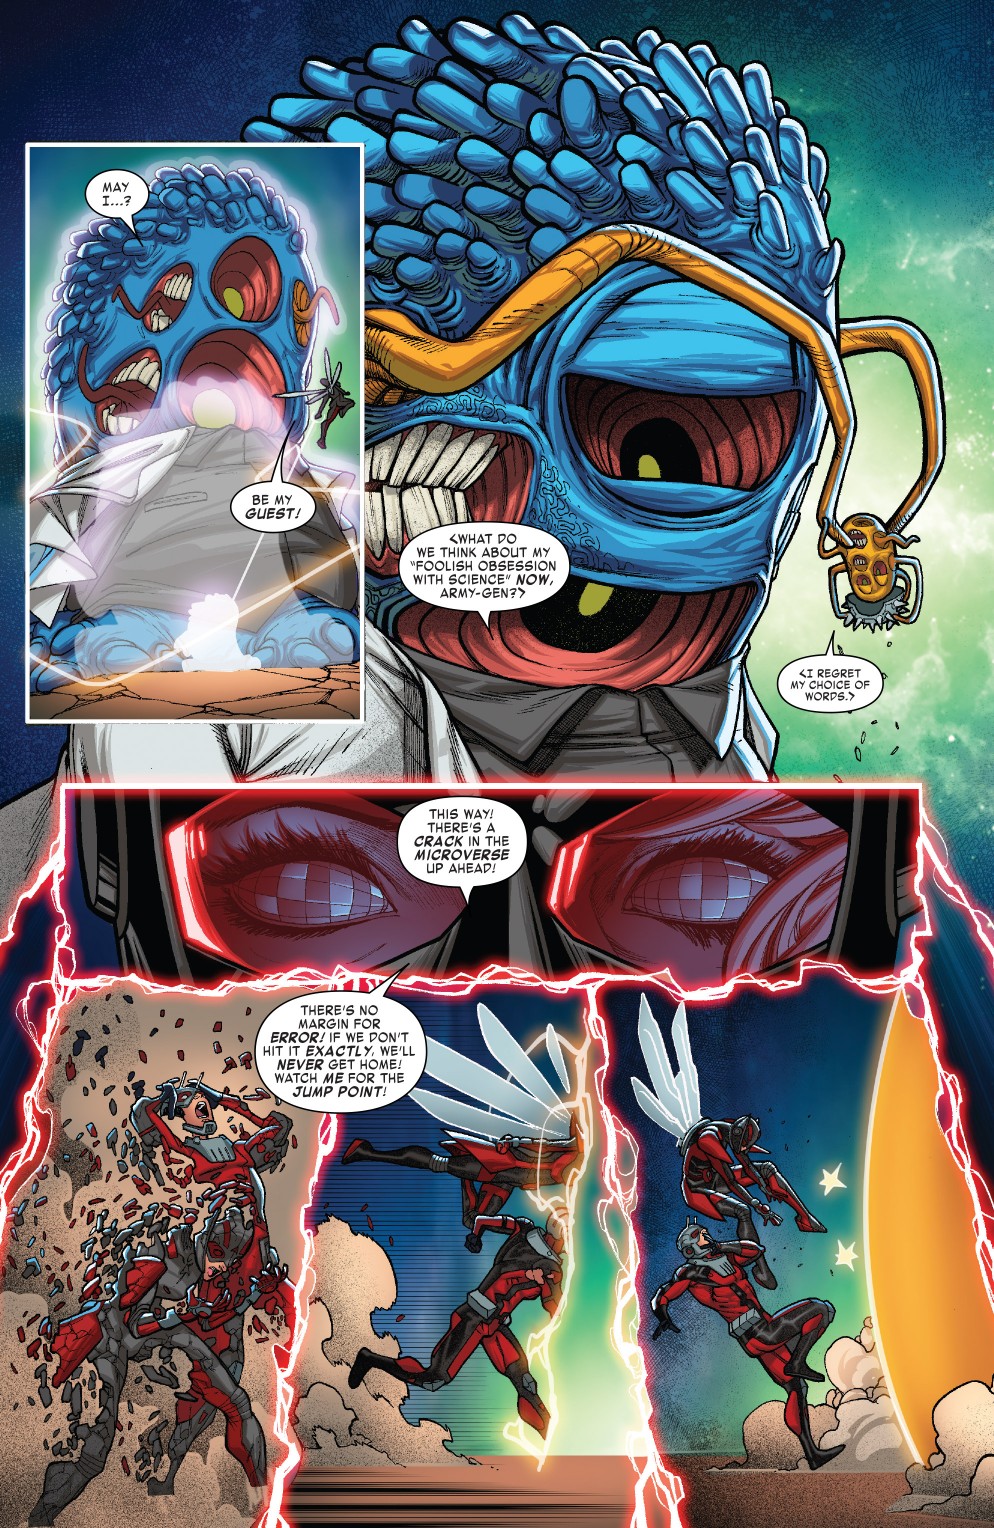 MAY
I...?
BE MY
GUEST!
<WHAT DO
WE THINK ABOUT MY
"FOOLISH OBSESSION
WITH SCIENCE" NOW,
ARMY-GEN?>
<I REGRET
MY CHOICE OF
WORDS.>
THIS WAY!
THERE'S A
CRACK IN THE
MICROVERSE
UP AHEAD!
THERE'S NO
MARGIN FOR
ERROR! IF WE DON'T
HIT IT EXACTLY, WE'LL
NEVER GET HOME!
WATCH ME FOR THE
JUMP POINT!